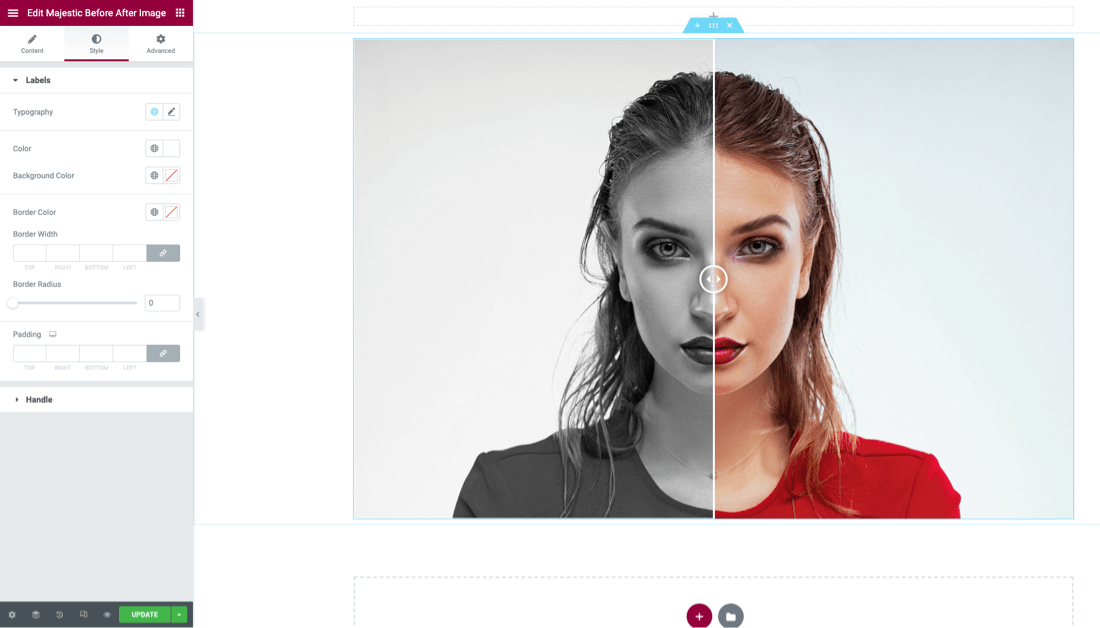 Edit Majestic Before After Image
Content
Style
Advanced
Labels
Typography
Color
Background Color
Border Color
Border Width
TOP RIGHT BOTTOM LEFT
Border Radius
0
Padding
TOP RIGHT BOTTOM LEFT
Handle
UPDATE